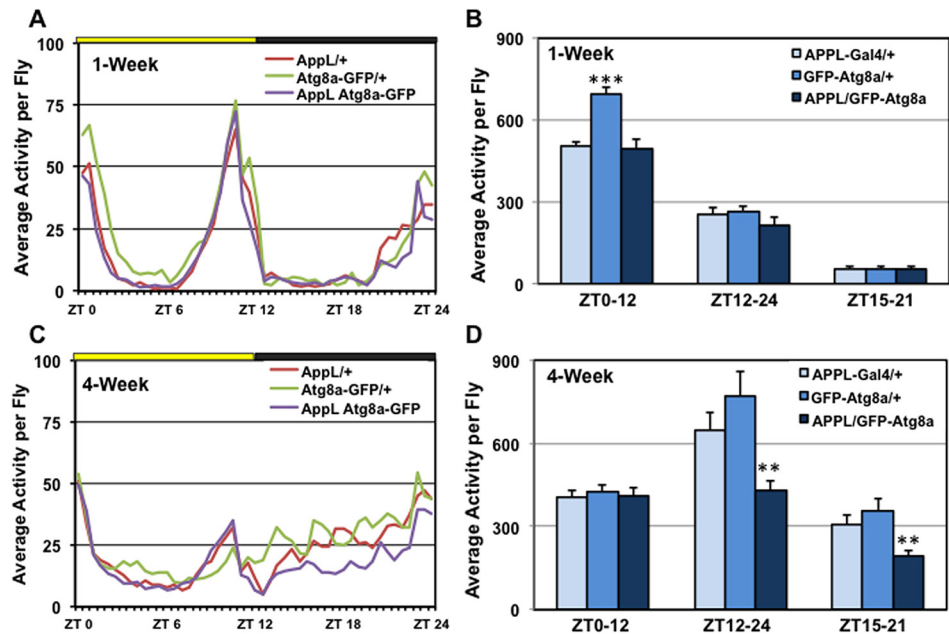 A
100
75
50
25
0
Average Activity per Fly
1-Week
AppL/+
Atg8a-GFP/+
AppL Atg8a-GFP
ZT 0
ZT 6
ZT 12
ZT 18
ZT 24
B
900
600
300
0
Average Activity per Fly
1-Week
APPL-Gal4/+
GFP-Atg8a/+
APPL/GFP-Atg8a
***
ZT0-12
ZT12-24
ZT15-21
C
100
75
50
25
0
Average Activity per Fly
4-Week
AppL/+
Atg8a-GFP/+
AppL Atg8a-GFP
ZT 0
ZT 6
ZT 12
ZT 18
ZT 24
D
900
600
300
0
Average Activity per Fly
4-Week
APPL-Gal4/+
GFP-Atg8a/+
APPL/GFP-Atg8a
**
**
ZT0-12
ZT12-24
ZT15-21